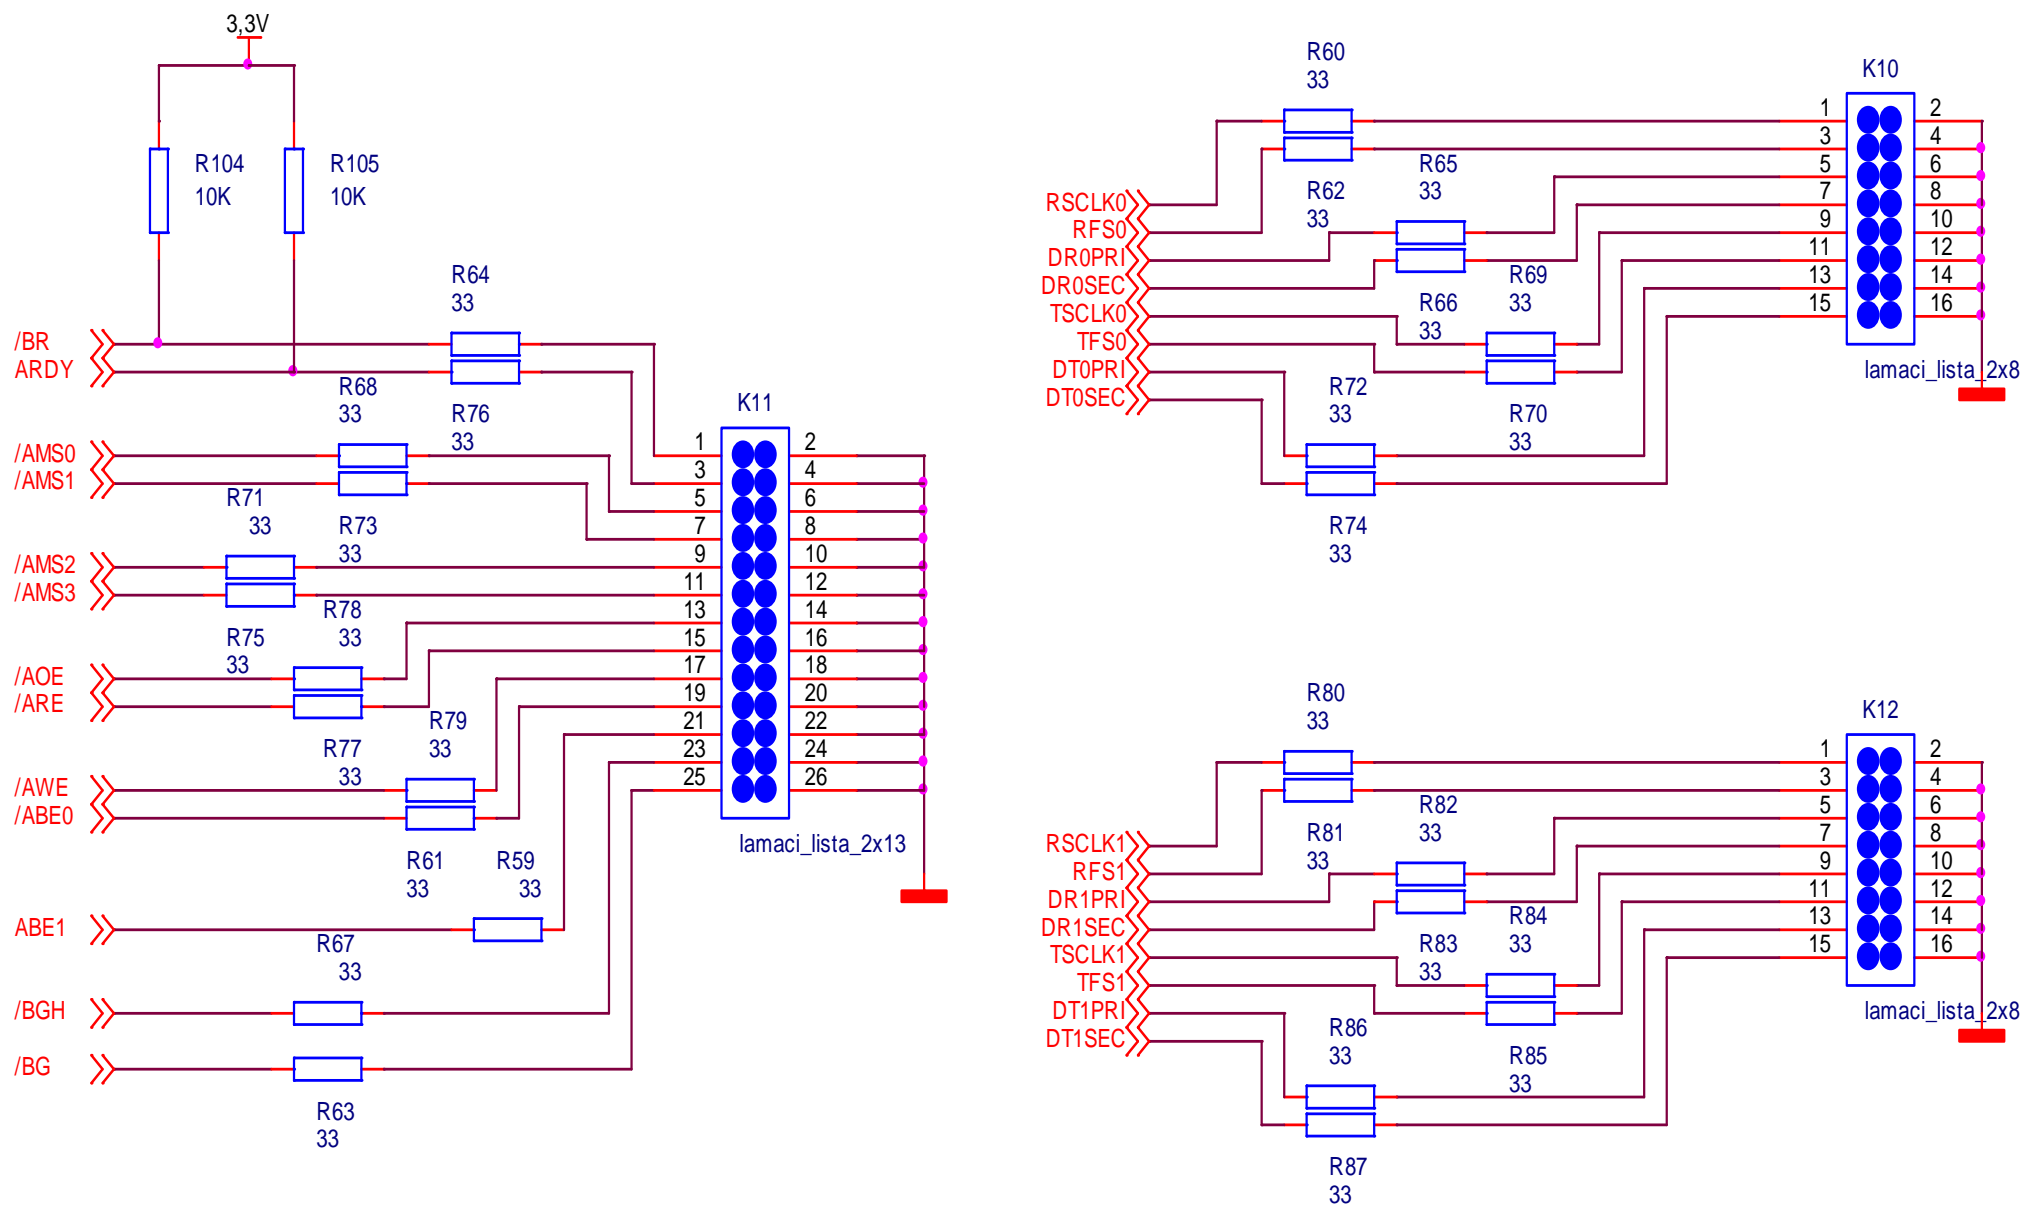 3,3V
R104
10K
R105
10K
R64
33
/BR
ARDY
R68
33
R76
33
/AMS0
/AMS1
R71
33
R73
33
/AMS2
/AMS3
R78
33
R75
33
/AOE
/ARE
R79
33
R77
33
/AWE
/ABE0
R61
33
R59
33
ABE1
R67
33
/BGH
/BG
R63
33
K11
1 2
3 4
5 6
7 8
9 10
11 12
13 14
15 16
17 18
19 20
21 22
23 24
25 26
lamaci_lista_2x13
R60
33
R65
33
R62
33
RSCLK0
RFS0
DR0PRI
DR0SEC
TSCLK0
TFS0
DT0PRI
DT0SEC
R69
33
R66
33
R72
33
R70
33
R74
33
K10
1 2
3 4
5 6
7 8
9 10
11 12
13 14
15 16
lamaci_lista_2x8
R80
33
R82
33
R81
33
RSCLK1
RFS1
DR1PRI
DR1SEC
TSCLK1
TFS1
DT1PRI
DT1SEC
R84
33
R83
33
R86
33
R85
33
R87
33
K12
1 2
3 4
5 6
7 8
9 10
11 12
13 14
15 16
lamaci_lista_2x8